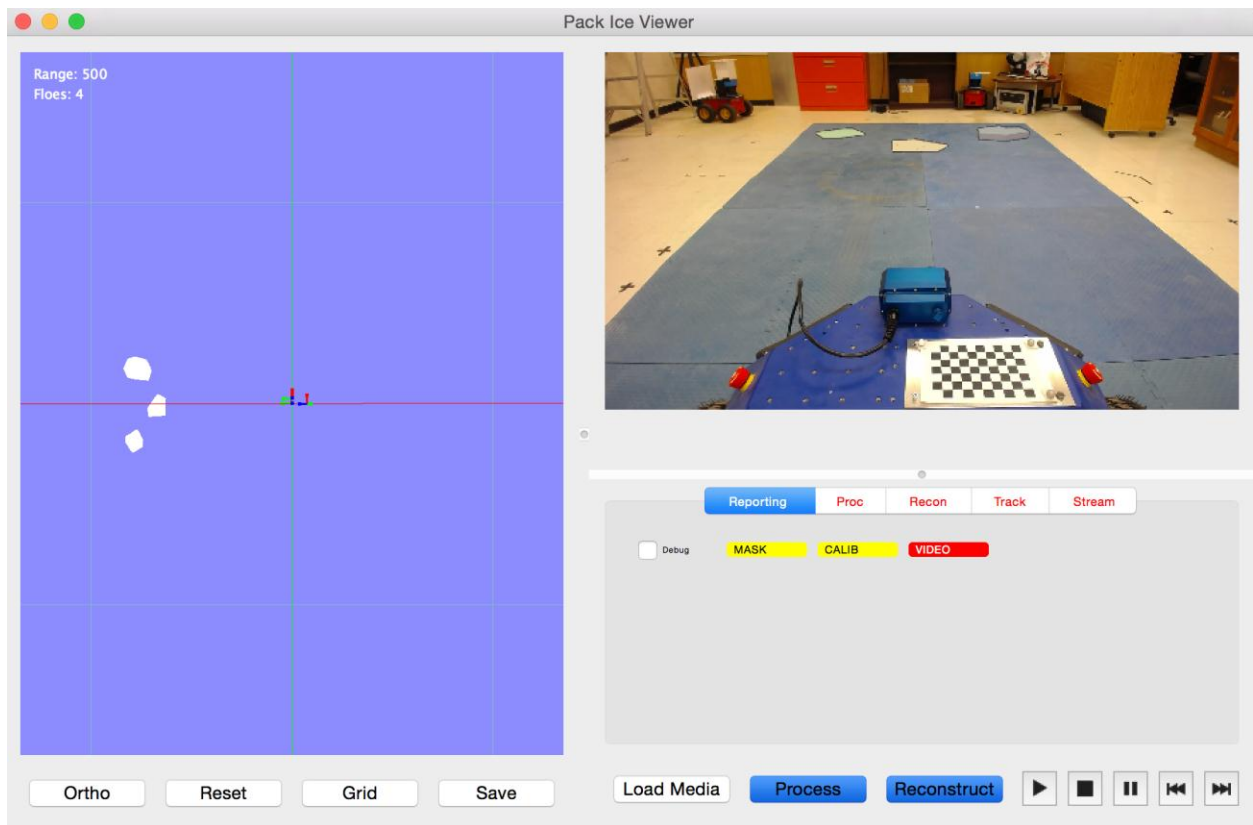 Pack Ice Viewer
Range: 500
Floes: 4
Reporting
Proc
Recon
Track
Stream
Debug
MASK
CALIB
VIDEO
Ortho
Reset
Grid
Save
Load Media
Process
Reconstruct